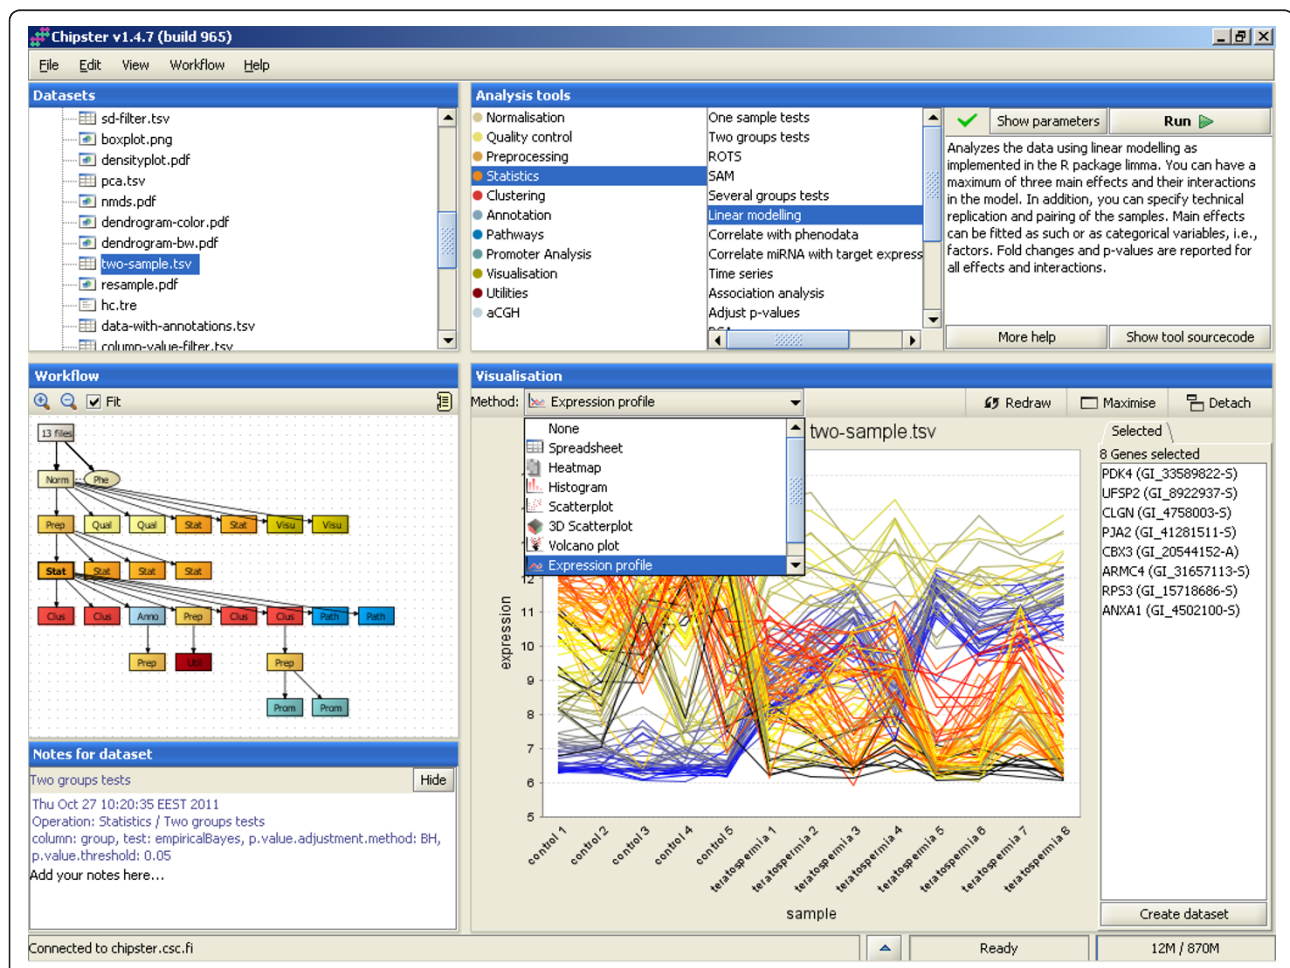 Chipster v1.4.7 (build 965)
File Edit View Workflow Help
Datasets
sd-filter.tsv
boxplot.png
densityplot.pdf
pca.tsv
nmds.pdf
dendrogram-color.pdf
dendrogram-bw.pdf
two-sample.tsv
resample.pdf
hc.tre
data-with-annotations.tsv
column-value-filter.tsv
Analysis tools
Normalisation
Quality control
Preprocessing
Statistics
Clustering
Annotation
Pathways
Promoter Analysis
Visualisation
Utilities
aCGH
One sample tests
Two groups tests
ROTS
SAM
Several groups tests
Linear modelling
Correlate with phenodata
Correlate miRNA with target express
Time series
Association analysis
Adjust p-values
Show parameters
Run
Analyzes the data using linear modelling as
implemented in the R package limma. You can have a
maximum of three main effects and their interactions
in the model. In addition, you can specify technical
replication and pairing of the samples. Main effects
can be fitted as such or as categorical variables, i.e.,
factors. Fold changes and p-values are reported for
all effects and interactions.
More help
Show tool sourcecode
Workflow
Fit
13 files
Norm Phe
Prep Qual Qual Stat Stat Visu Visu
Stat Stat Stat Stat
Clus Clus Anno Prep Clus Clus Path Path
Prep Util Prep
Prom Prom
Notes for dataset
Two groups tests
Hide
Thu Oct 27 10:20:35 EEST 2011
Operation: Statistics / Two groups tests
column: group, test: empiricalBayes, p.value.adjustment.method: BH,
p.value.threshold: 0.05
Add your notes here...
Visualisation
Method: Expression profile
Redraw
Maximise
Detach
None
Spreadsheet
Heatmap
Histogram
Scatterplot
3D Scatterplot
Volcano plot
Expression profile
two-sample.tsv
12
11
10
9
8
7
6
5
expression
control 1
control 2
control 3
control 4
control 5
teratospermia 1
teratospermia 2
teratospermia 3
teratospermia 4
teratospermia 5
teratospermia 6
teratospermia 7
teratospermia 8
sample
Selected
8 Genes selected
PDK4 (GI_33589822-S)
UFSP2 (GI_8922937-S)
CLGN (GI_4758003-S)
PJA2 (GI_41281511-S)
CBX3 (GI_20544152-A)
ARMC4 (GI_31657113-S)
RPS3 (GI_15718686-S)
ANXA1 (GI_4502100-S)
Create dataset
Connected to chipster.csc.fi
Ready
12M / 870M